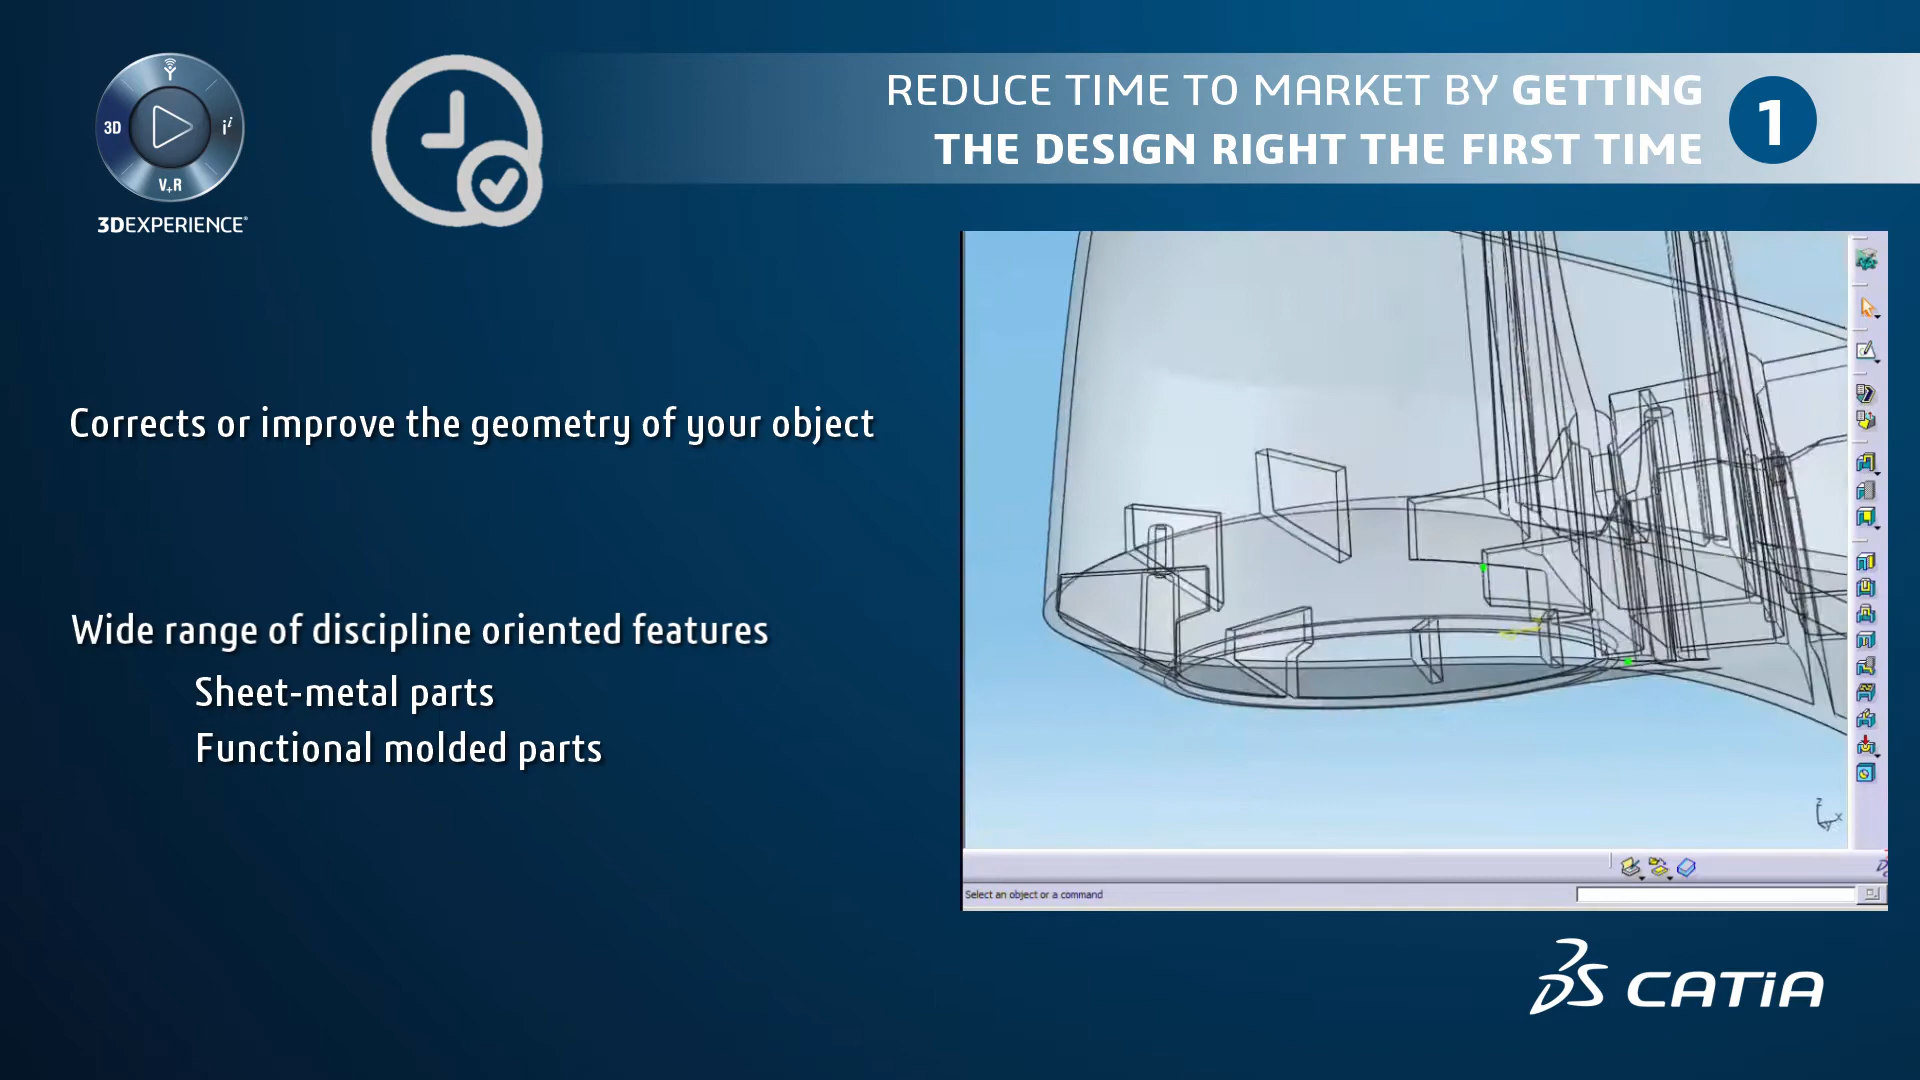 3D
i i
V+R
3DEXPERIENCE®
REDUCE TIME TO MARKET BY GETTING
THE DESIGN RIGHT THE FIRST TIME
1
Corrects or improve the geometry of your object
Wide range of discipline oriented features
Sheet-metal parts
Functional molded parts
z
x
y
Select an object or a command
DS CATIA